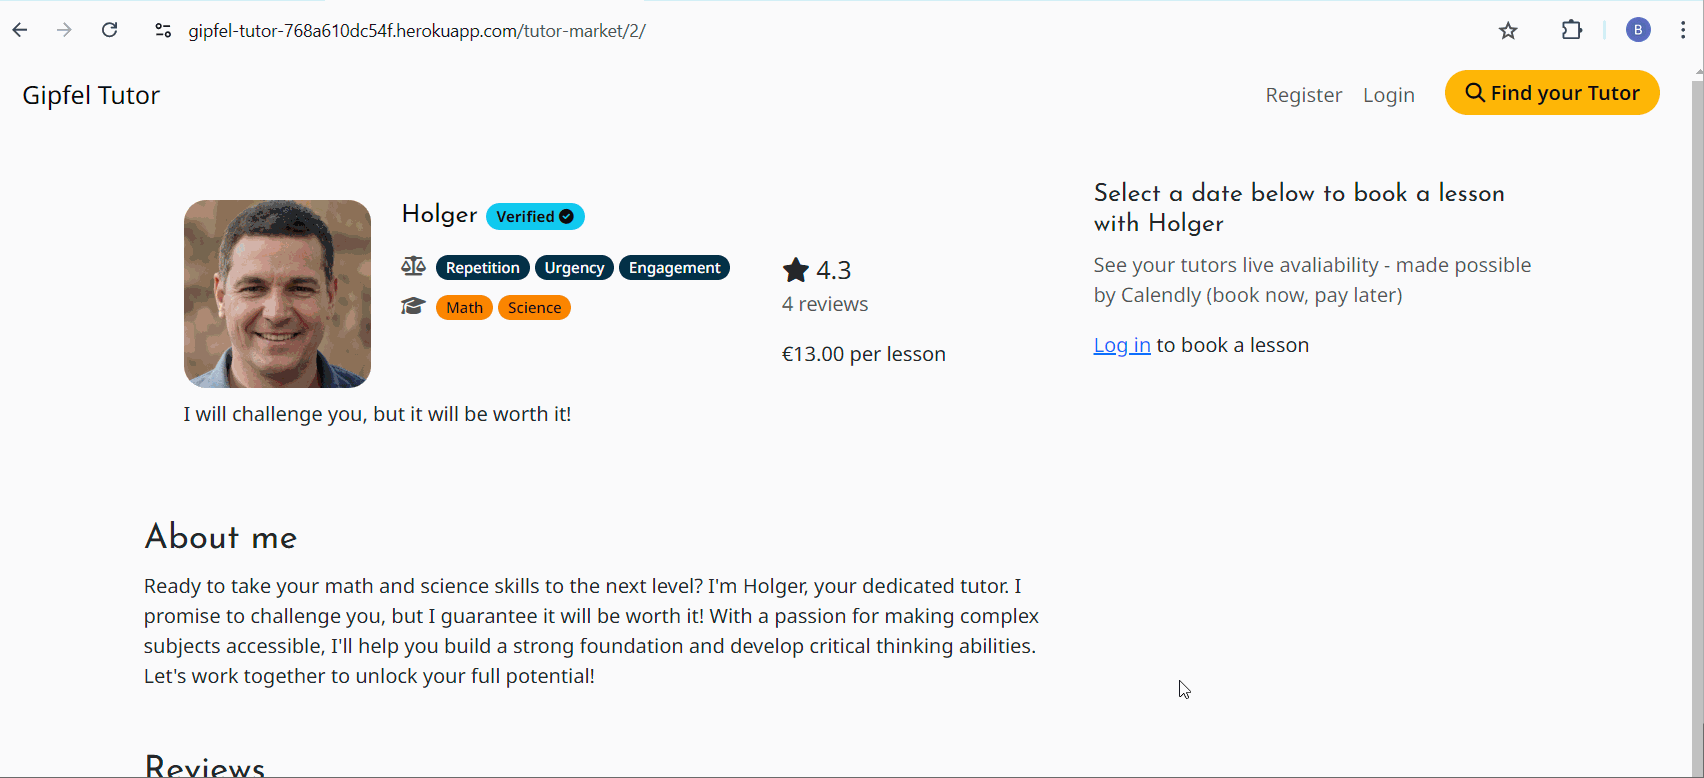 gipfel-tutor-768a610dc54f.herokuapp.com/tutor-market/2/
B
Gipfel Tutor
Register
Login
Find your Tutor
Holger
Verified
Repetition
Urgency
Engagement
Math
Science
4.3
4 reviews
€13.00 per lesson
I will challenge you, but it will be worth it!
Select a date below to book a lesson
with Holger
See your tutors live avaliability - made possible
by Calendly (book now, pay later)
Log in to book a lesson
About me
Ready to take your math and science skills to the next level? I'm Holger, your dedicated tutor. I
promise to challenge you, but I guarantee it will be worth it! With a passion for making complex
subjects accessible, I'll help you build a strong foundation and develop critical thinking abilities.
Let's work together to unlock your full potential!
Reviews